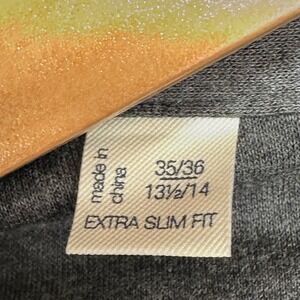 made in
china
35/36
13½/14
EXTRA SLIM FIT